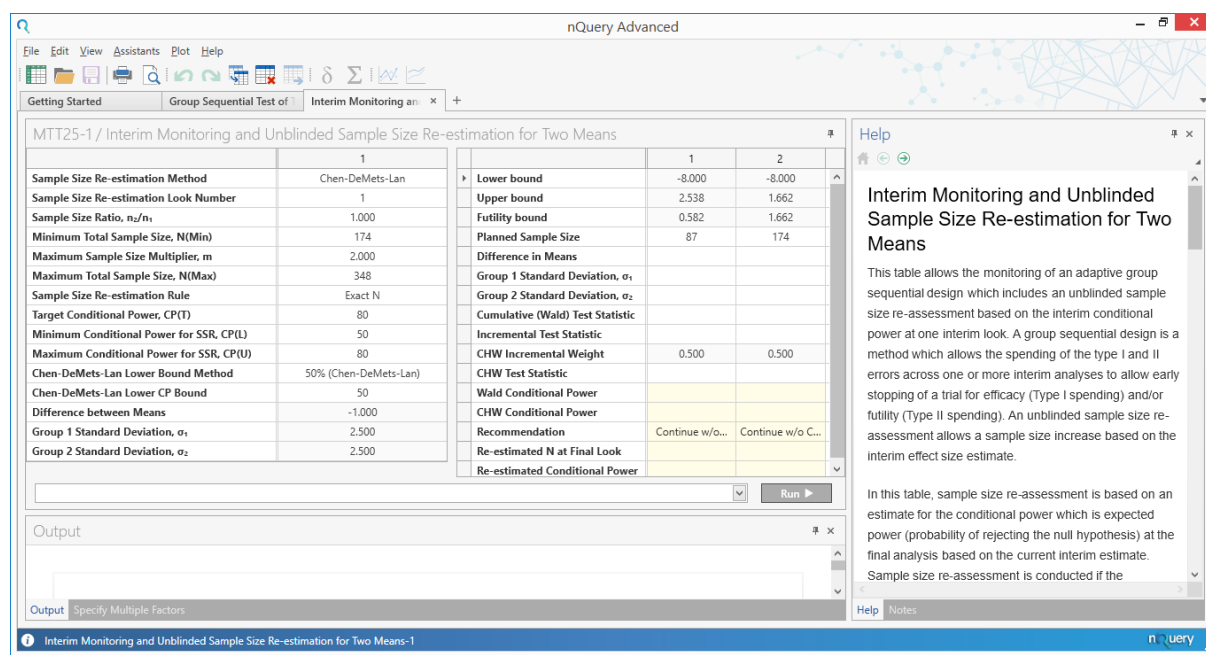 nQuery Advanced
File Edit View Assistants Plot Help
δ Σ
Getting Started Group Sequential Test of Interim Monitoring an × +
MTT25-1 / Interim Monitoring and Unblinded Sample Size Re-estimation for Two Means
1
Sample Size Re-estimation Method Chen-DeMets-Lan
Sample Size Re-estimation Look Number 1
Sample Size Ratio, n₂/n₁ 1.000
Minimum Total Sample Size, N(Min) 174
Maximum Sample Size Multiplier, m 2.000
Maximum Total Sample Size, N(Max) 348
Sample Size Re-estimation Rule Exact N
Target Conditional Power, CP(T) 80
Minimum Conditional Power for SSR, CP(L) 50
Maximum Conditional Power for SSR, CP(U) 80
Chen-DeMets-Lan Lower Bound Method 50% (Chen-DeMets-Lan)
Chen-DeMets-Lan Lower CP Bound 50
Difference between Means -1.000
Group 1 Standard Deviation, σ₁ 2.500
Group 2 Standard Deviation, σ₂ 2.500
1 2
Lower bound -8.000 -8.000
Upper bound 2.538 1.662
Futility bound 0.582 1.662
Planned Sample Size 87 174
Difference in Means
Group 1 Standard Deviation, σ₁
Group 2 Standard Deviation, σ₂
Cumulative (Wald) Test Statistic
Incremental Test Statistic
CHW Incremental Weight 0.500 0.500
CHW Test Statistic
Wald Conditional Power
CHW Conditional Power
Recommendation Continue w/o... Continue w/o C...
Re-estimated N at Final Look
Re-estimated Conditional Power
Run
Output
Output Specify Multiple Factors
Help
Interim Monitoring and Unblinded
Sample Size Re-estimation for Two
Means
This table allows the monitoring of an adaptive group
sequential design which includes an unblinded sample
size re-assessment based on the interim conditional
power at one interim look. A group sequential design is a
method which allows the spending of the type I and II
errors across one or more interim analyses to allow early
stopping of a trial for efficacy (Type I spending) and/or
futility (Type II spending). An unblinded sample size re-
assessment allows a sample size increase based on the
interim effect size estimate.
In this table, sample size re-assessment is based on an
estimate for the conditional power which is expected
power (probability of rejecting the null hypothesis) at the
final analysis based on the current interim estimate.
Sample size re-assessment is conducted if the
Help Notes
Interim Monitoring and Unblinded Sample Size Re-estimation for Two Means-1
nQuery